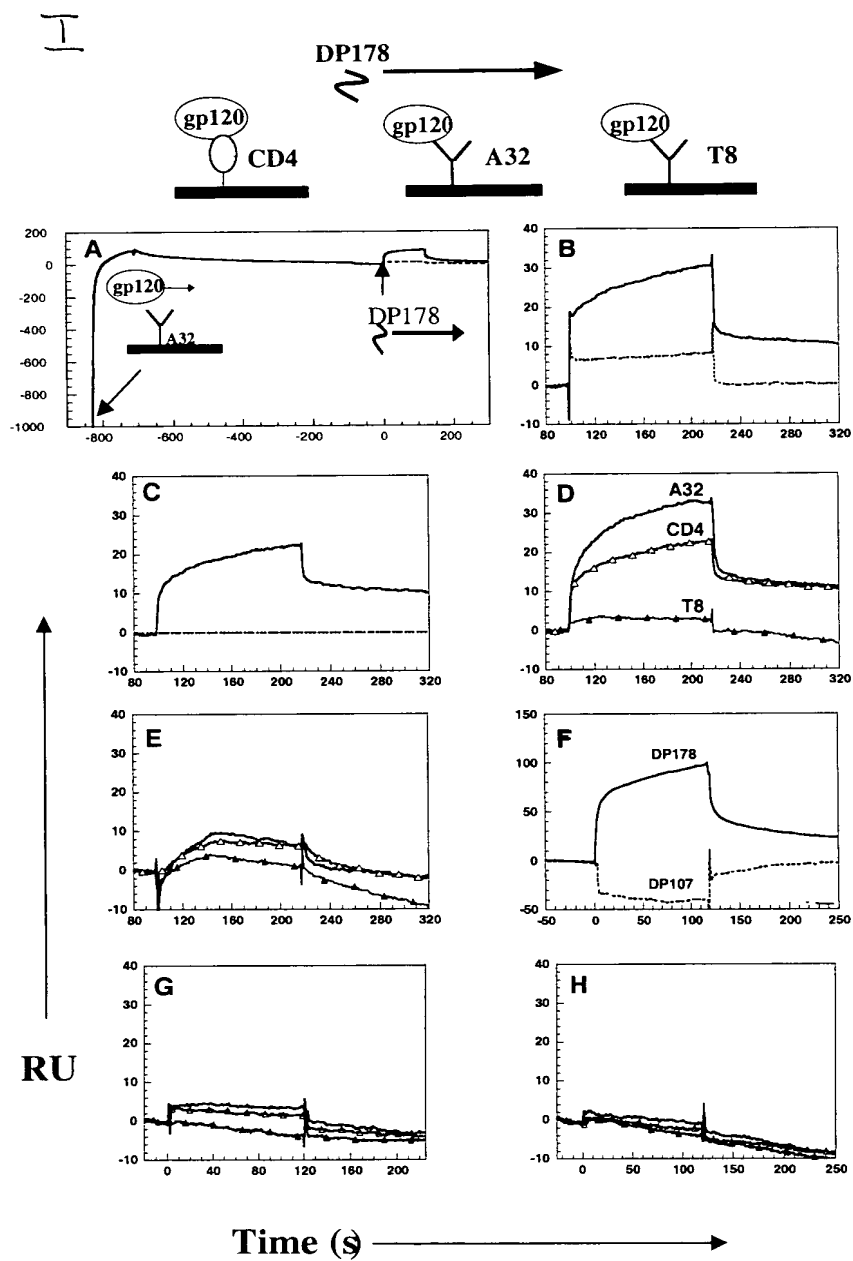 I
DP178
gp120 CD4
gp120 A32
gp120 T8
A
200
0
-200
-400
-600
-800
-1000
gp120
A32
DP178
-800 -600 -400 -200 0 200
B
40
30
20
10
0
-10
80 120 160 200 240 280 320
C
40
30
20
10
0
-10
80 120 160 200 240 280 320
D
40
30
20
10
0
-10
A32
CD4
T8
80 120 160 200 240 280 320
E
40
30
20
10
0
-10
80 120 160 200 240 280 320
F
150
100
50
0
-50
DP178
DP107
-50 0 50 100 150 200 250
G
40
30
20
10
0
-10
0 40 80 120 160 200
H
40
30
20
10
0
-10
0 50 100 150 200 250
RU
Time (s)